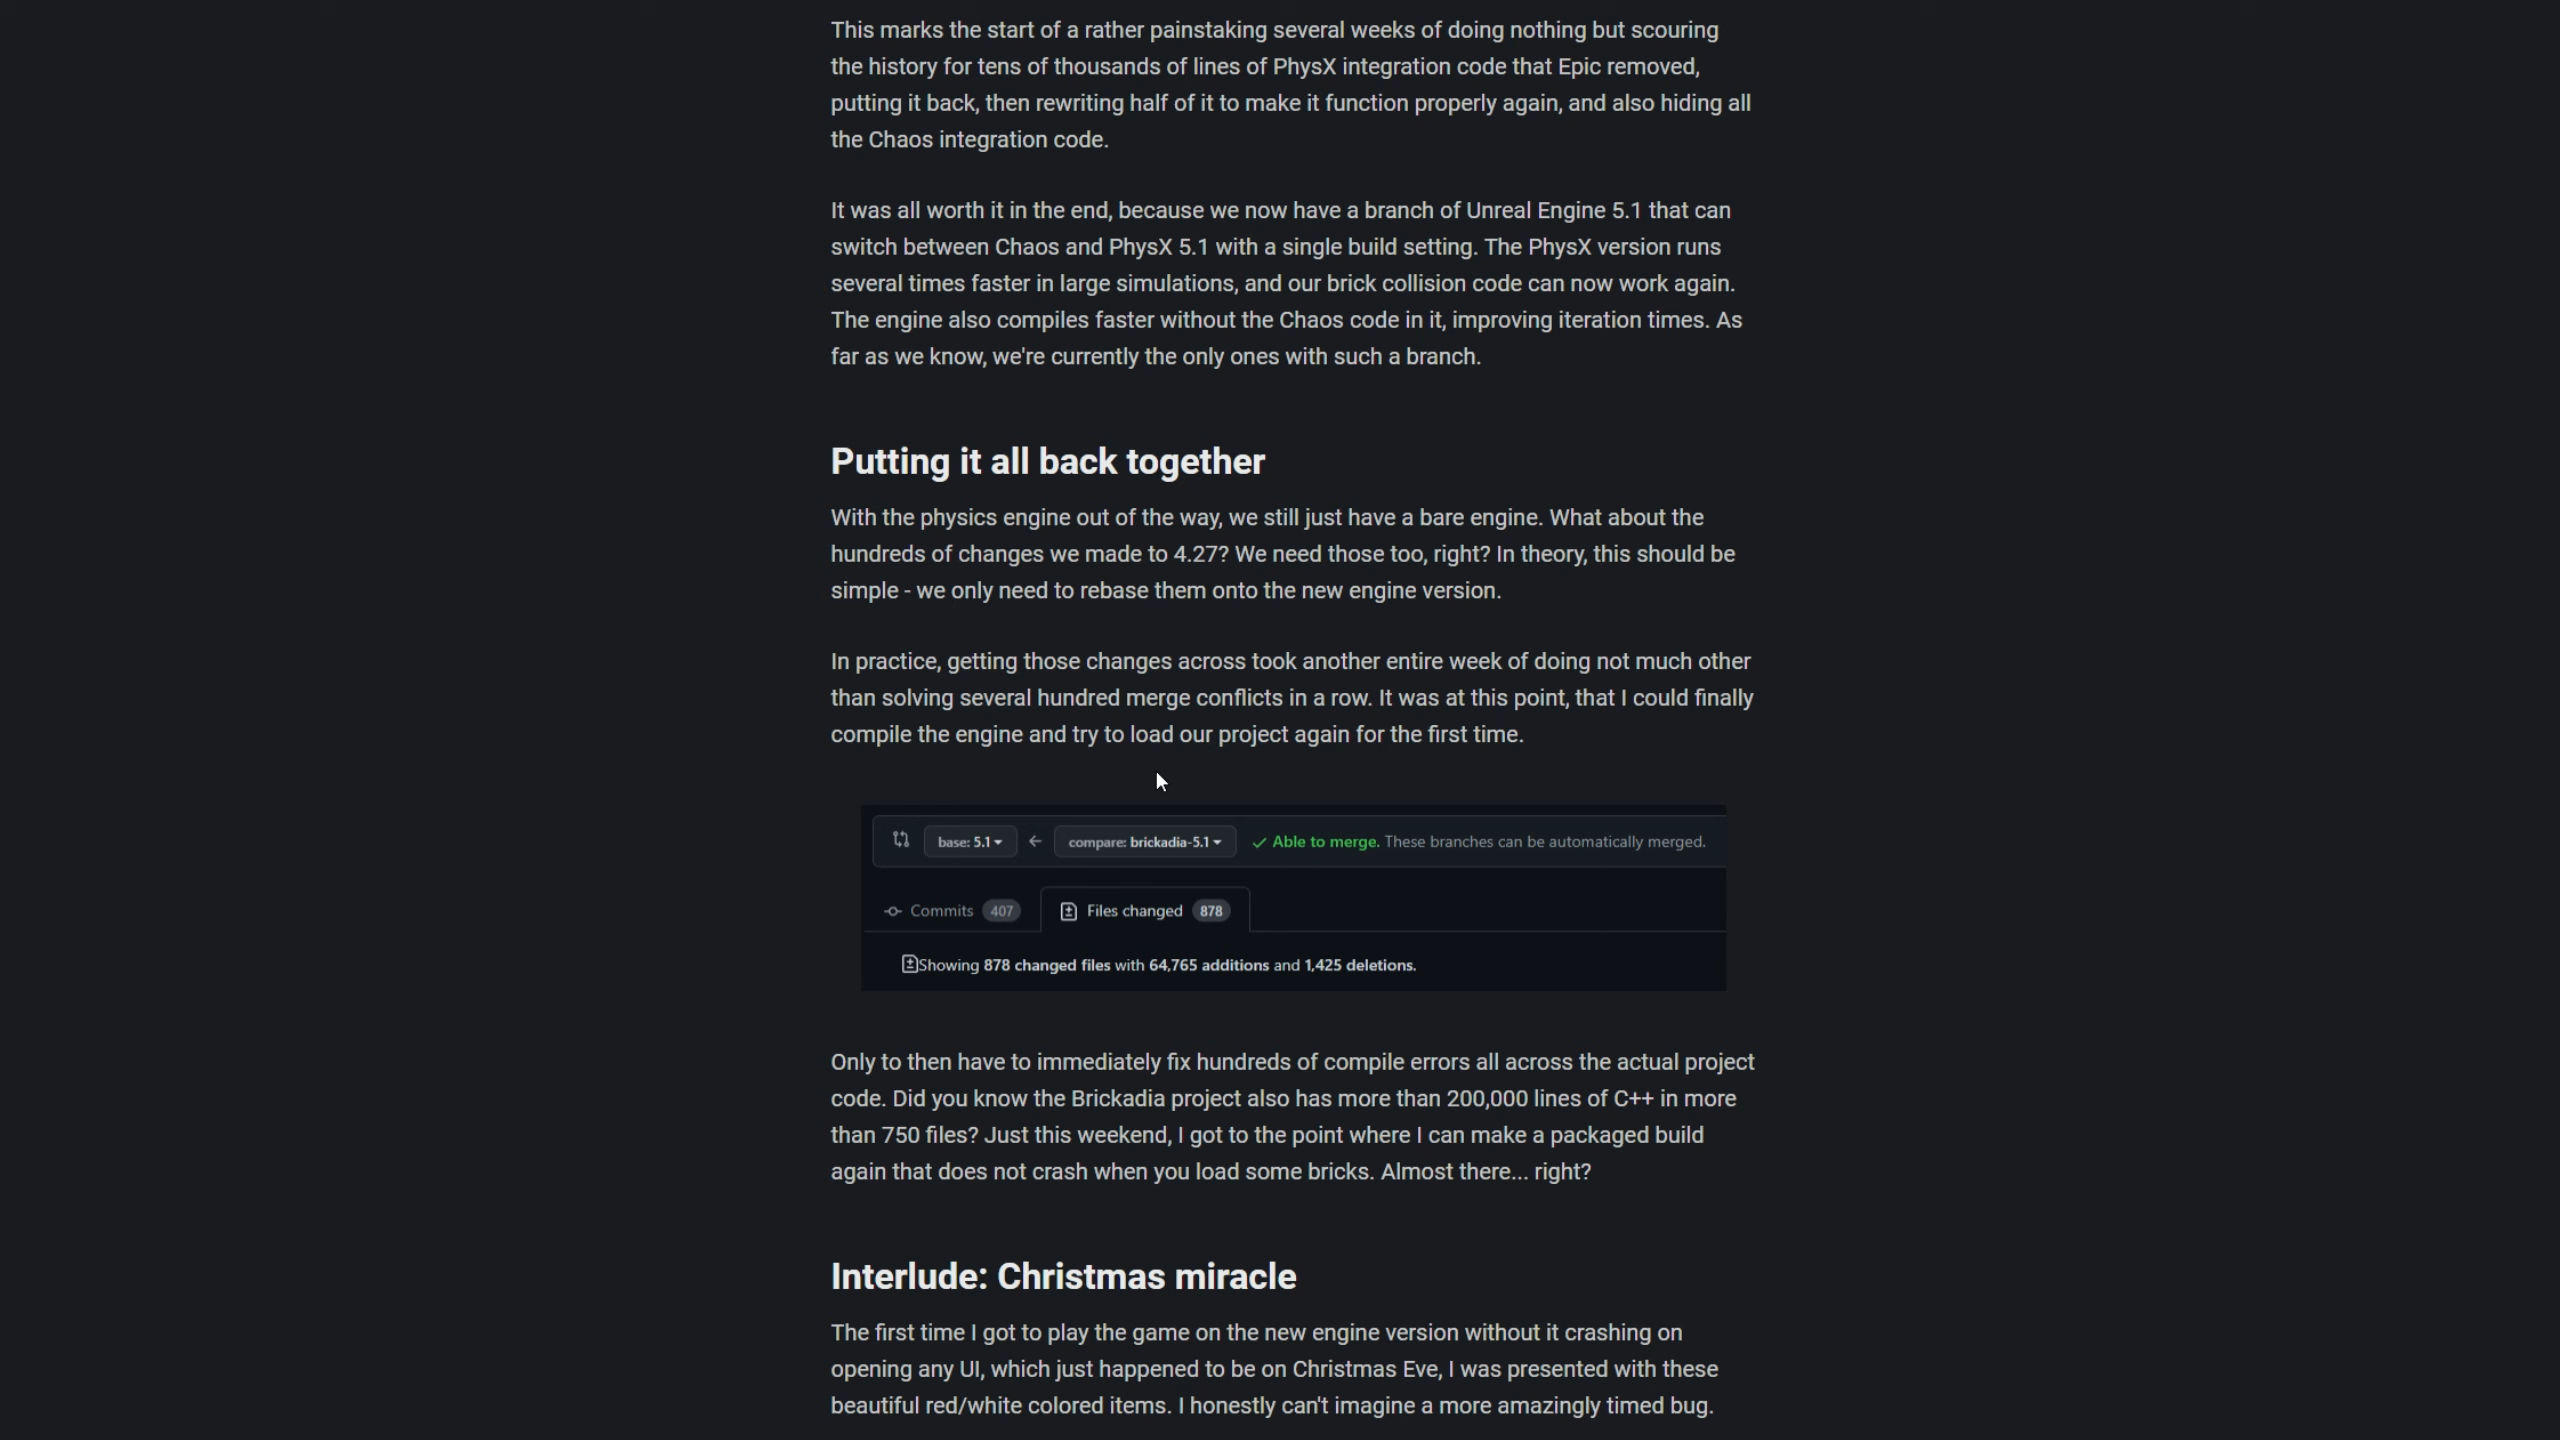 This marks the start of a rather painstaking several weeks of doing nothing but scouring
the history for tens of thousands of lines of PhysX integration code that Epic removed,
putting it back, then rewriting half of it to make it function properly again, and also hiding all
the Chaos integration code.
It was all worth it in the end, because we now have a branch of Unreal Engine 5.1 that can
switch between Chaos and PhysX 5.1 with a single build setting. The PhysX version runs
several times faster in large simulations, and our brick collision code can now work again.
The engine also compiles faster without the Chaos code in it, improving iteration times. As
far as we know, we're currently the only ones with such a branch.
Putting it all back together
With the physics engine out of the way, we still just have a bare engine. What about the
hundreds of changes we made to 4.27? We need those too, right? In theory, this should be
simple - we only need to rebase them onto the new engine version.
In practice, getting those changes across took another entire week of doing not much other
than solving several hundred merge conflicts in a row. It was at this point, that I could finally
compile the engine and try to load our project again for the first time.
base: 5.1 compare: brickadia-5.1 Able to merge. These branches can be automatically merged.
Commits 407 Files changed 878
Showing 878 changed files with 64,765 additions and 1,425 deletions.
Only to then have to immediately fix hundreds of compile errors all across the actual project
code. Did you know the Brickadia project also has more than 200,000 lines of C++ in more
than 750 files? Just this weekend, I got to the point where I can make a packaged build
again that does not crash when you load some bricks. Almost there... right?
Interlude: Christmas miracle
The first time I got to play the game on the new engine version without it crashing on
opening any UI, which just happened to be on Christmas Eve, I was presented with these
beautiful red/white colored items. I honestly can't imagine a more amazingly timed bug.